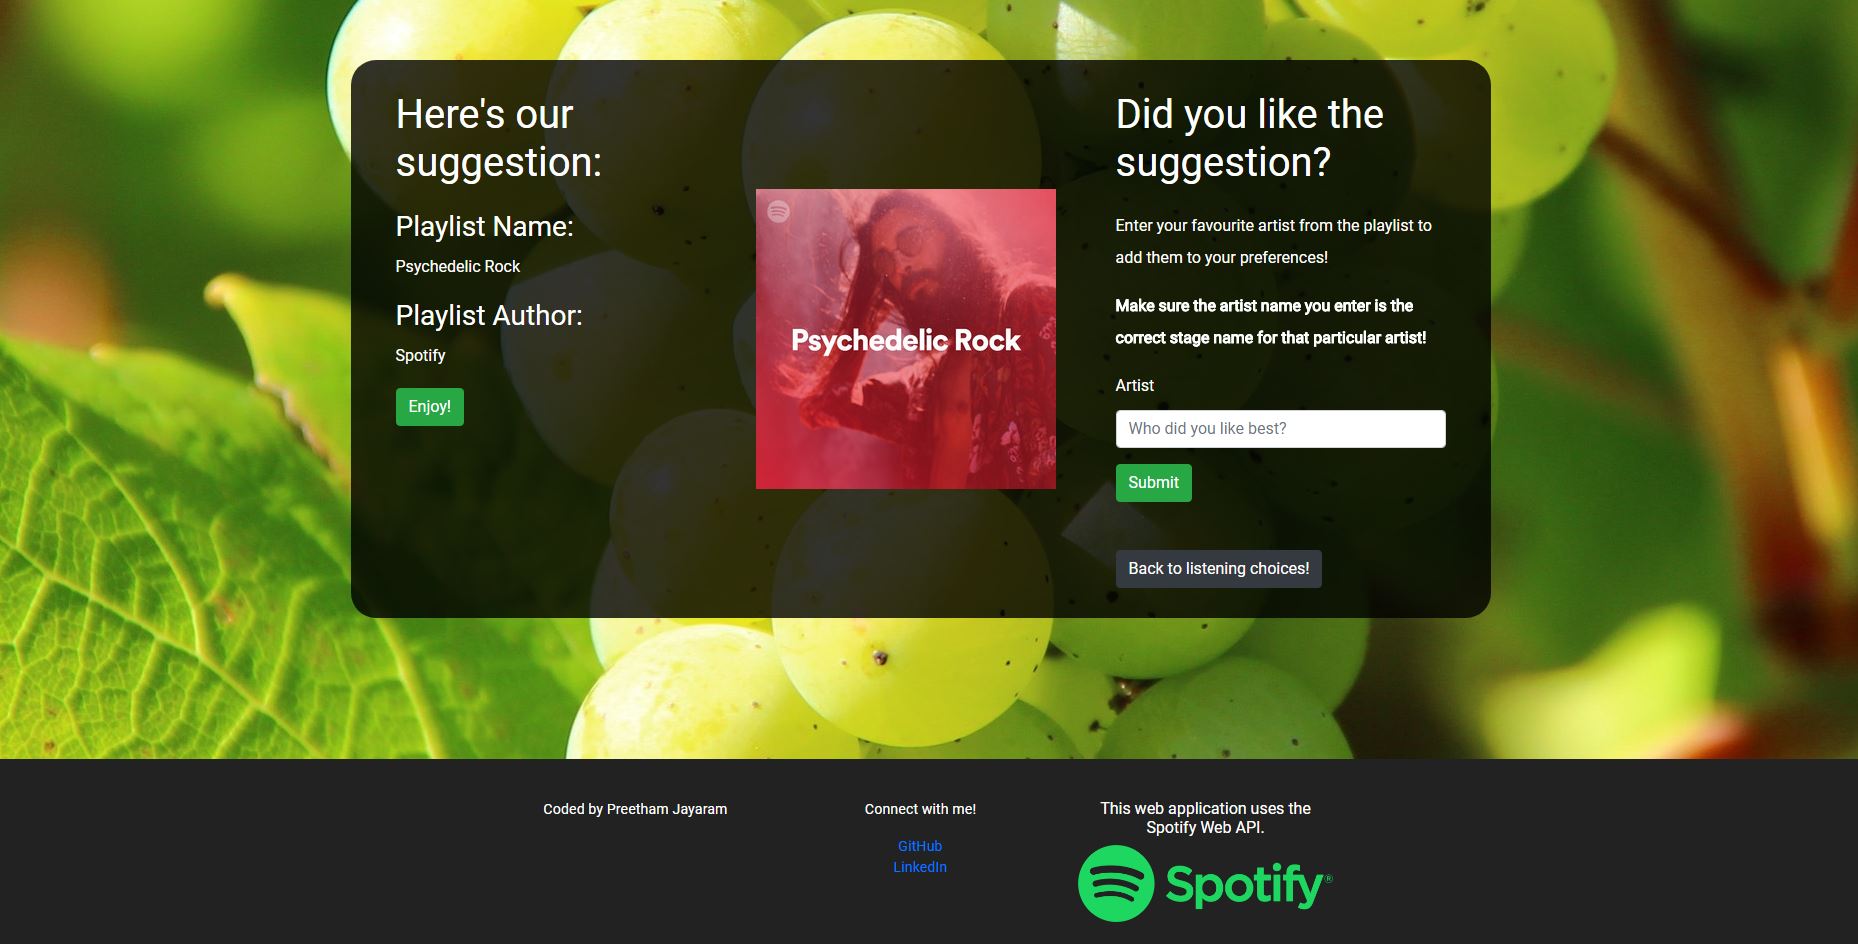 Here's our
suggestion:
Playlist Name:
Psychedelic Rock
Playlist Author:
Spotify
Enjoy!
Psychedelic Rock
Did you like the
suggestion?
Enter your favourite artist from the playlist to
add them to your preferences!
Make sure the artist name you enter is the
correct stage name for that particular artist!
Artist
Who did you like best?
Submit
Back to listening choices!
Coded by Preetham Jayaram
Connect with me!
GitHub
LinkedIn
This web application uses the
Spotify Web API.
Spotify®